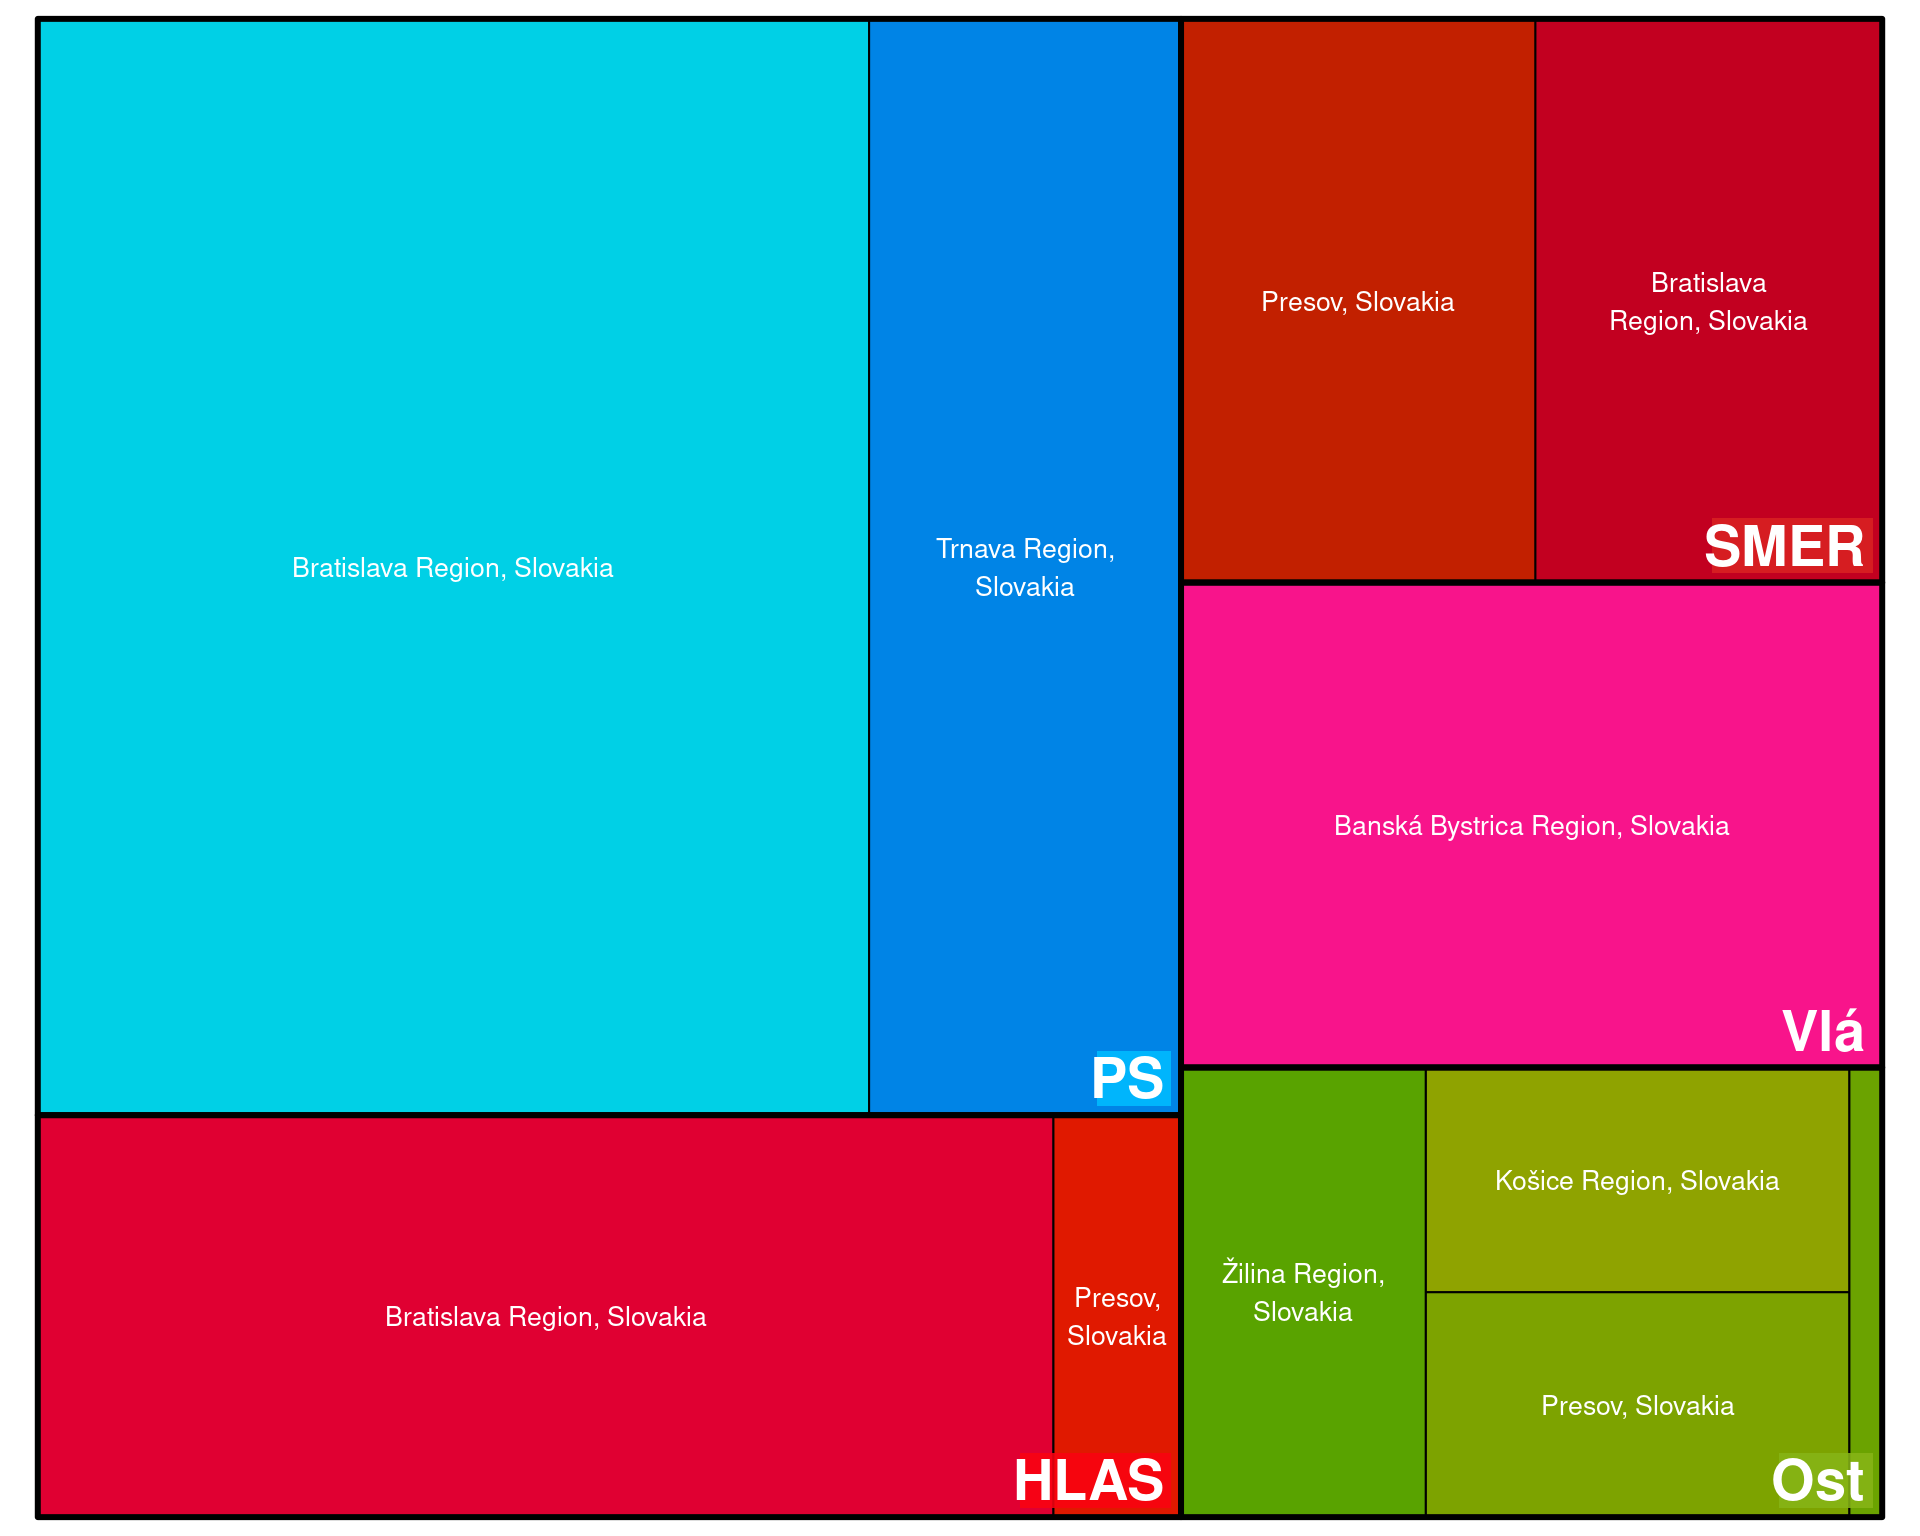 Bratislava Region, Slovakia
Trnava Region,
Slovakia
PS
Presov, Slovakia
Bratislava
Region, Slovakia
SMER
Banská Bystrica Region, Slovakia
Vlá
Bratislava Region, Slovakia
Presov,
Slovakia
HLAS
Žilina Region,
Slovakia
Košice Region, Slovakia
Presov, Slovakia
Ost